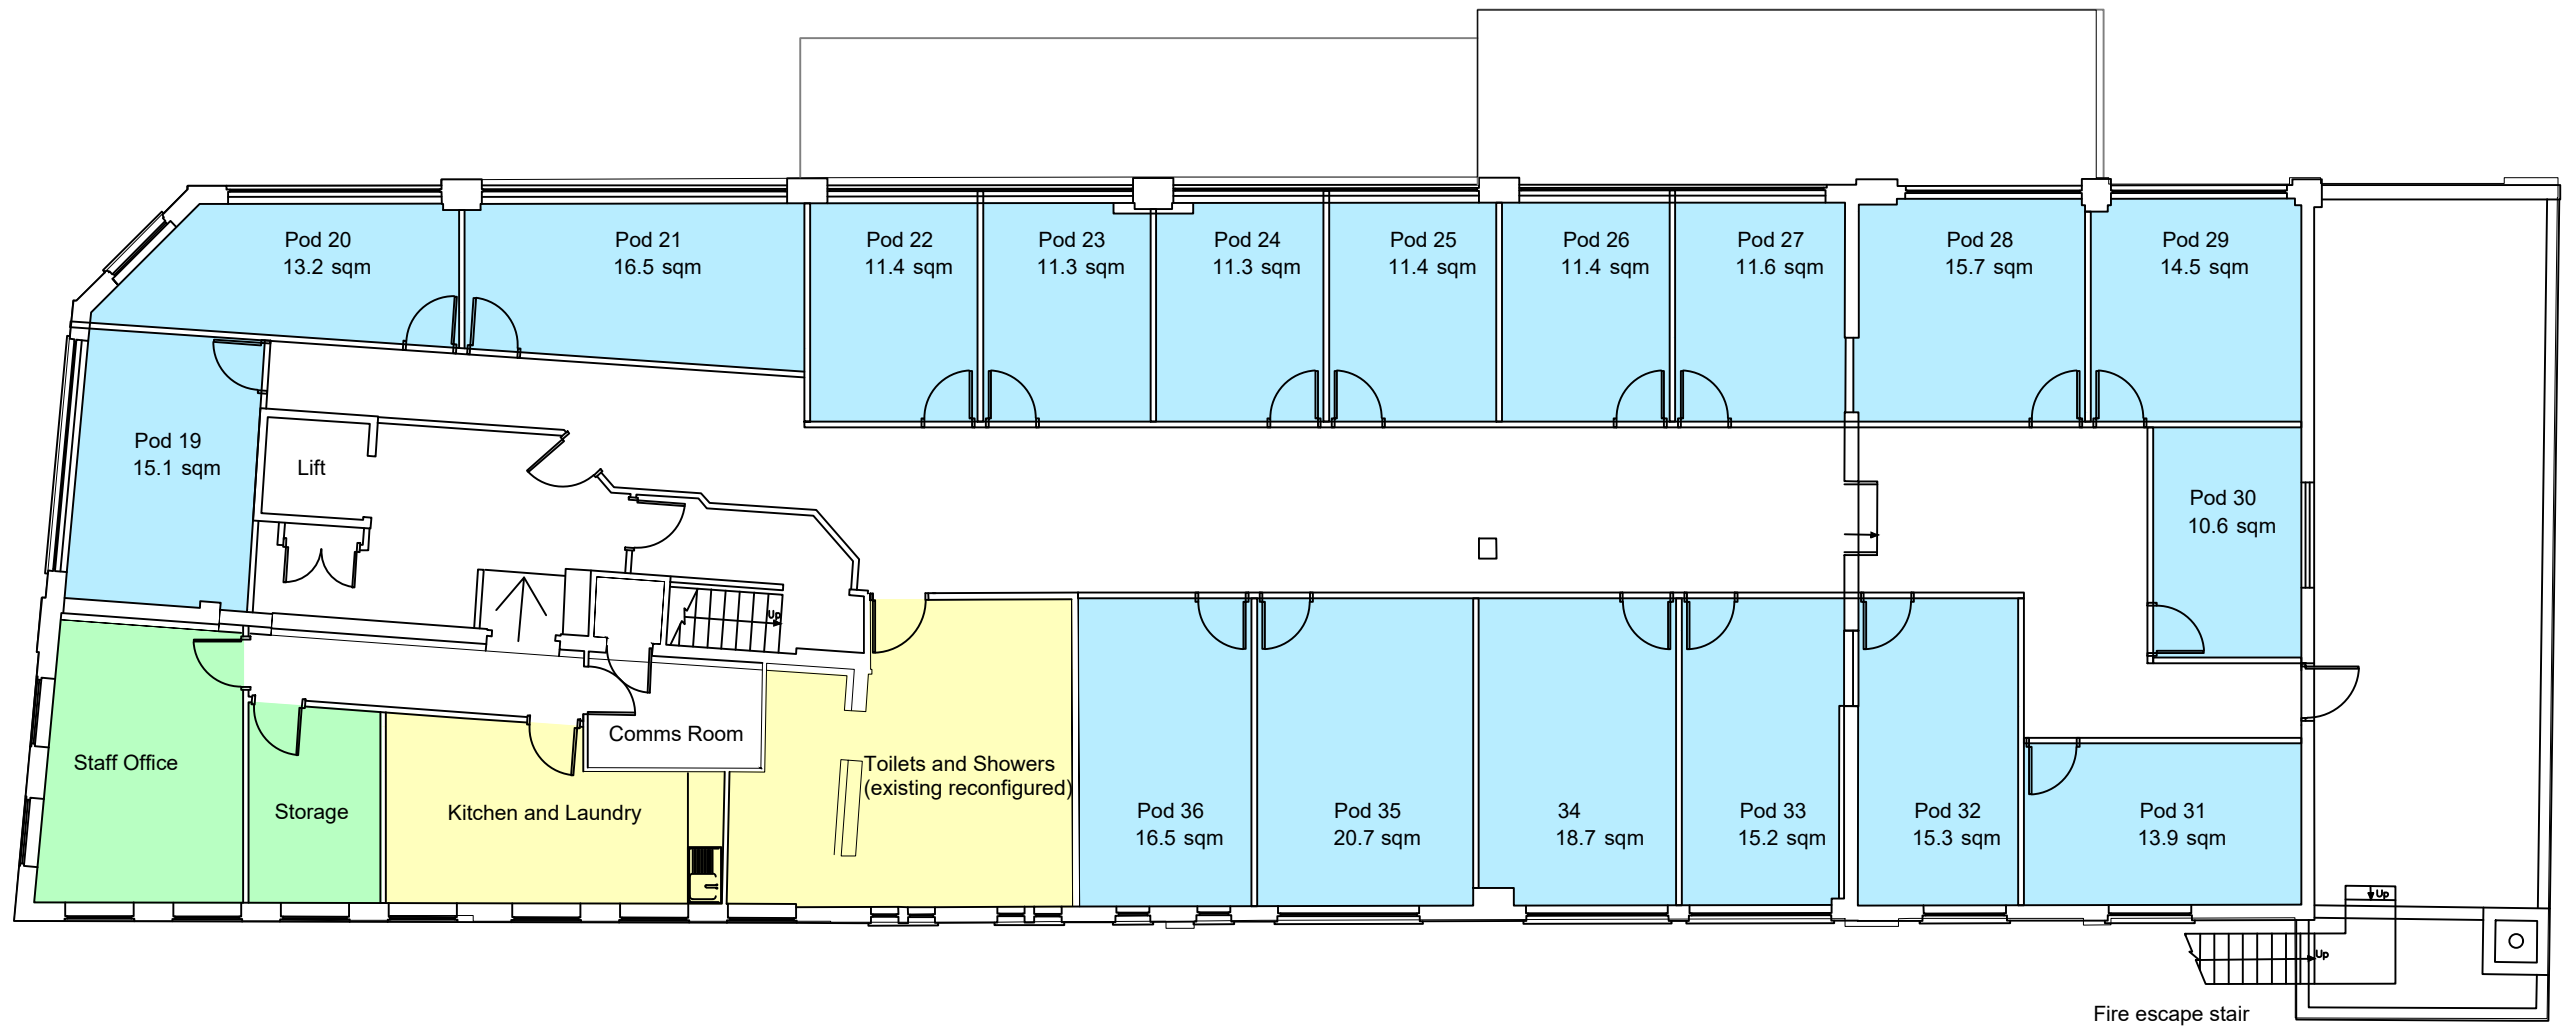 Pod 20
13.2 sqm
Pod 21
16.5 sqm
Pod 22
11.4 sqm
Pod 23
11.3 sqm
Pod 24
11.3 sqm
Pod 25
11.4 sqm
Pod 26
11.4 sqm
Pod 27
11.6 sqm
Pod 28
15.7 sqm
Pod 29
14.5 sqm
Pod 19
15.1 sqm
Lift
Pod 30
10.6 sqm
Up
Staff Office
Storage
Kitchen and Laundry
Comms Room
Toilets and Showers
(existing reconfigured)
Pod 36
16.5 sqm
Pod 35
20.7 sqm
34
18.7 sqm
Pod 33
15.2 sqm
Pod 32
15.3 sqm
Pod 31
13.9 sqm
Up
Up
Fire escape stair